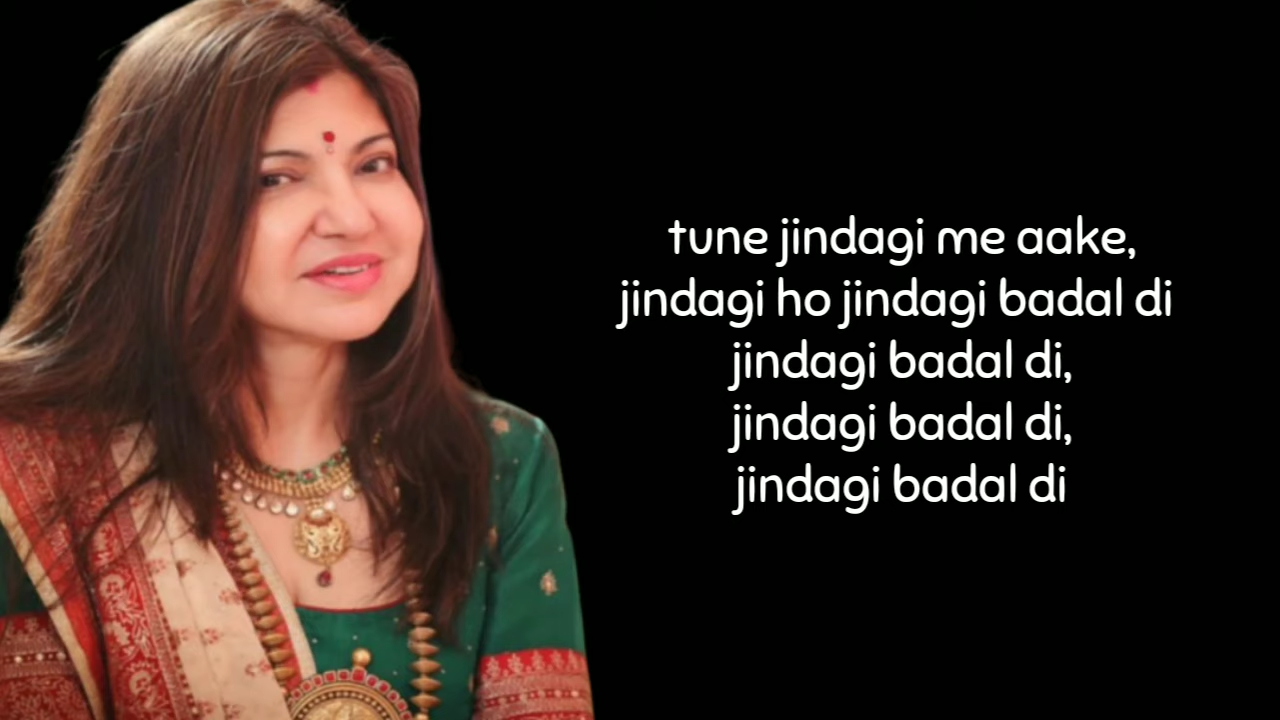 tune jindagi me aake,
jindagi ho jindagi badal di
jindagi badal di,
jindagi badal di,
jindagi badal di